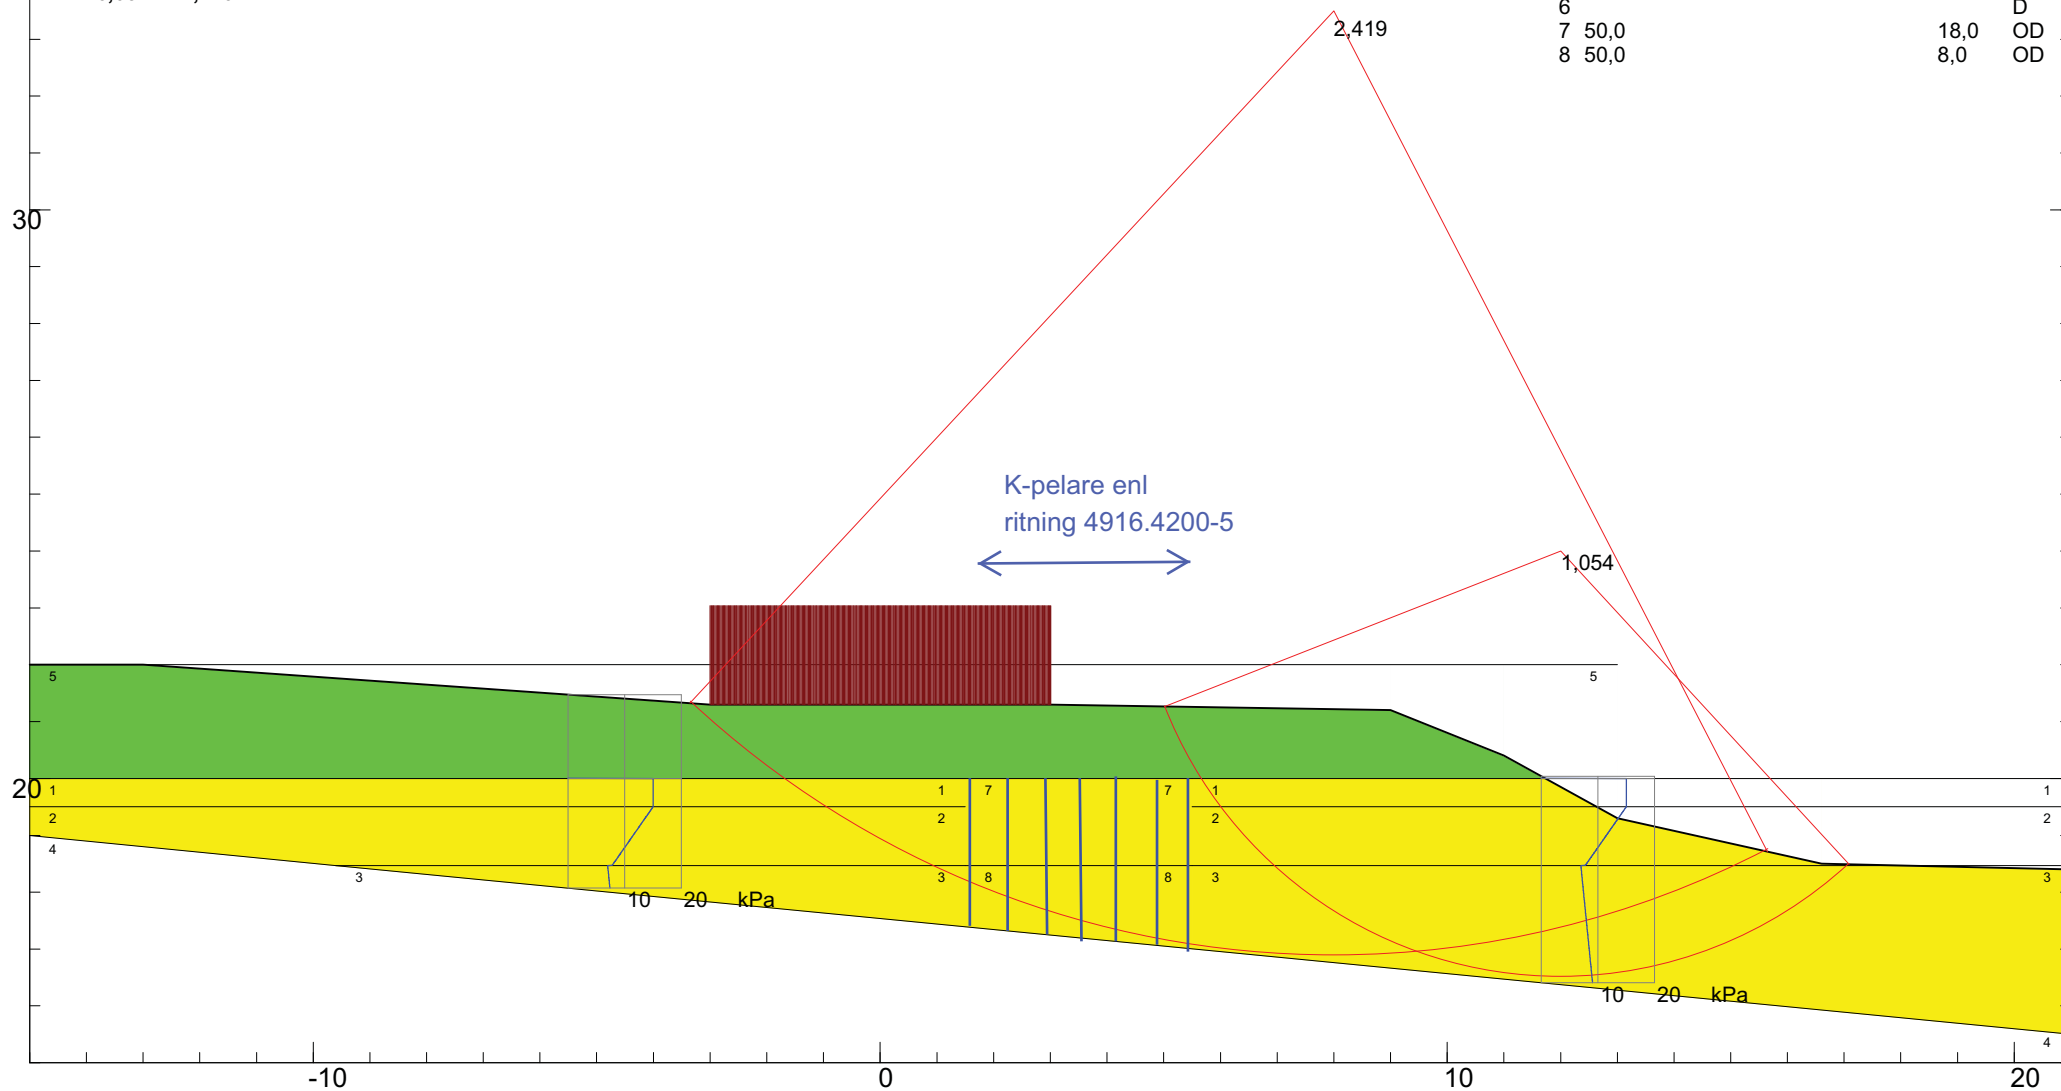 6 D
7 50,0 18,0 OD
8 50,0 8,0 OD
2,419
30
K-pelare enl
ritning 4916.4200-5
1,054
5 5
20
1 1 7 7 1 1
2 2 2 2
4
3 3 8 8 3 3
10 20 kPa
10 20 kPa
4
-10 0 10 20